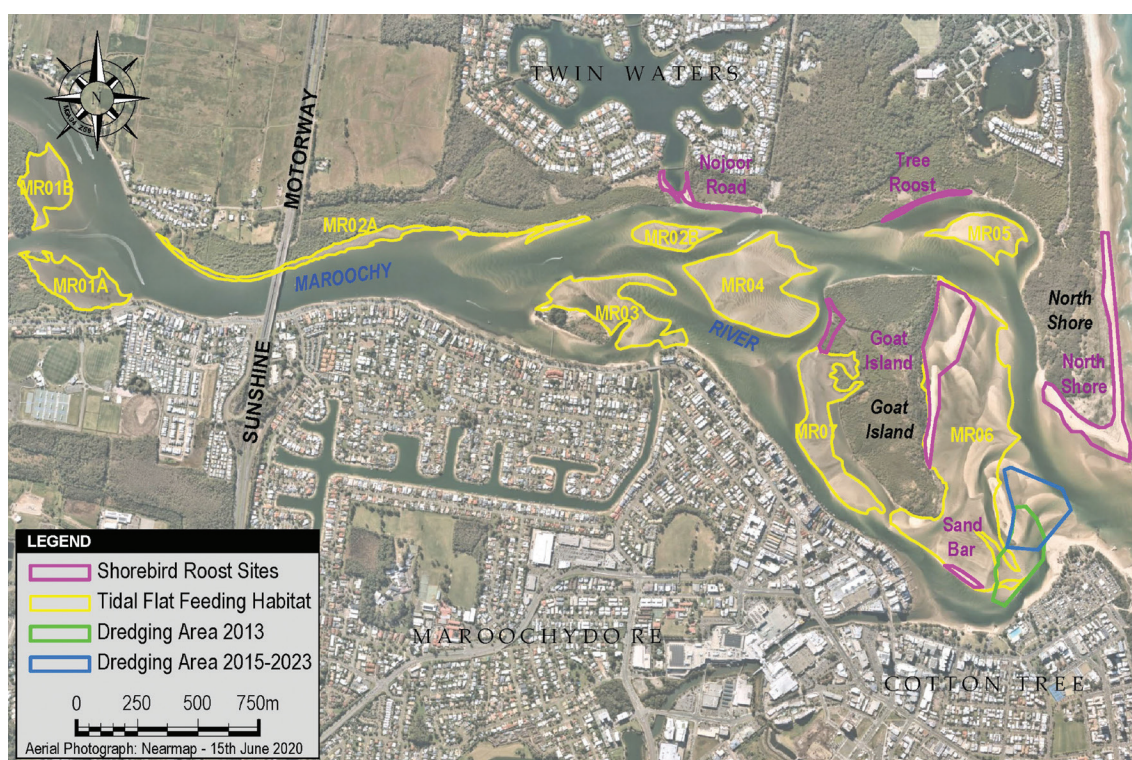 TWIN WATERS
N
SUNSHINE MOTORWAY
Nojoor
Road
Tree
Roost
MR01B
MR02A
MR02B
MR05
MR01A
MAROOCHY
RIVER
MR04
MR03
North
Shore
North
Shore
Goat
Island
Goat
Island
MR07
MR06
Sand
Bar
MAROOCHYDORE
COTTON TREE
LEGEND
Shorebird Roost Sites
Tidal Flat Feeding Habitat
Dredging Area 2013
Dredging Area 2015-2023
0 250 500 750m
Aerial Photograph: Nearmap - 15th June 2020